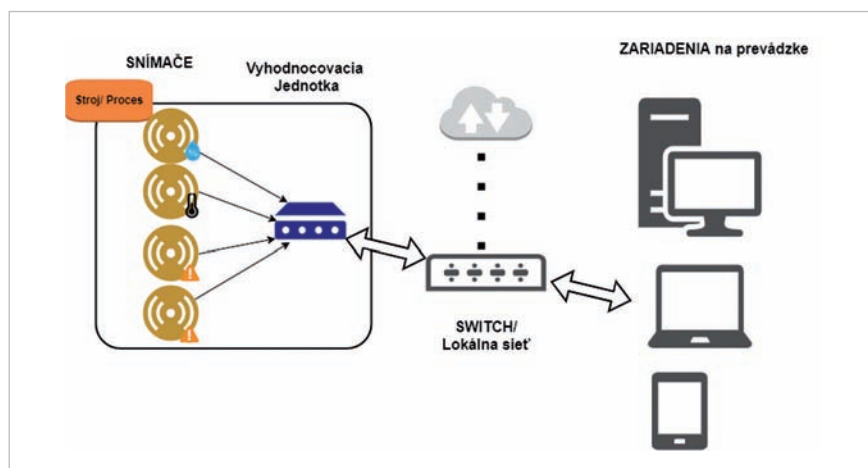 SNÍMAČE
Vyhodnocovacia
Jednotka
ZARIADENIA na prevádzke
Stroj/ Proces
SWITCH/
Lokálna sieť